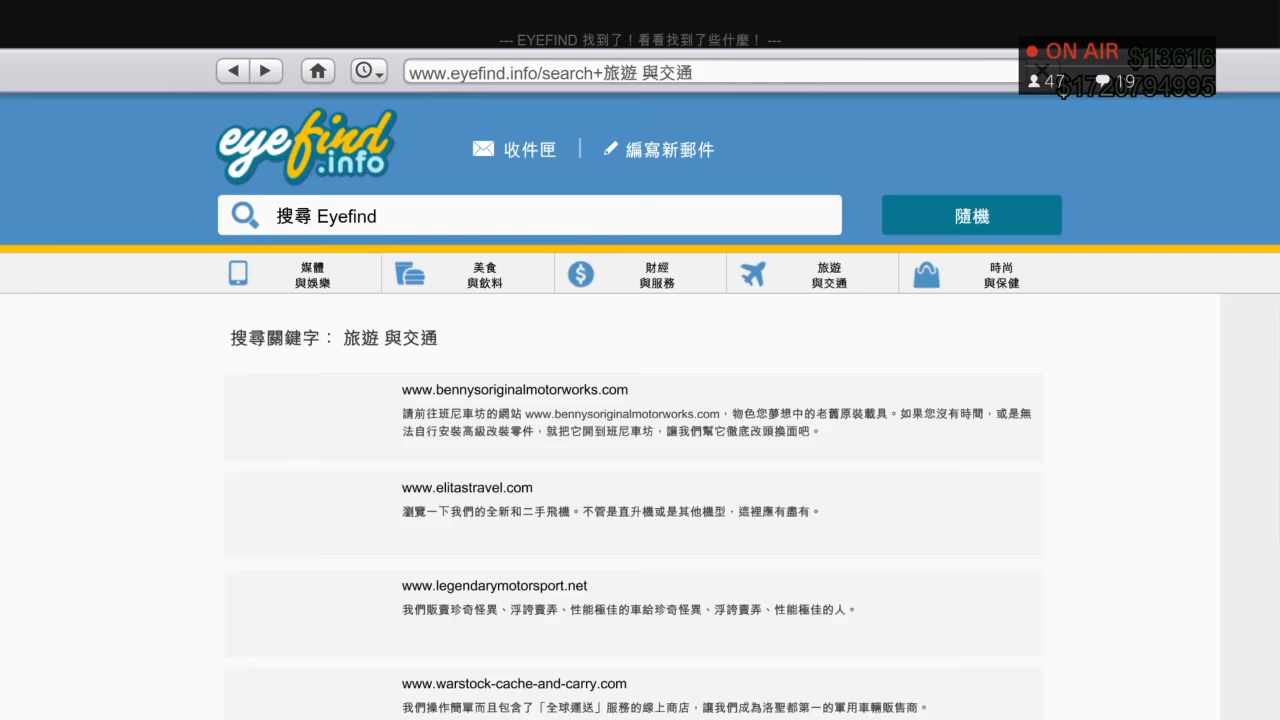 --- EYEFIND 找到了！看看找到了些什麼！ ---
ON AIR
$13616
www.eyefind.info/search+旅遊 與交通
47
19
$1720794995
eyefind
.info
收件匣
編寫新郵件
搜尋 Eyefind
隨機
媒體
與娛樂
美食
與飲料
財經
與服務
旅遊
與交通
時尚
與保健
搜尋關鍵字： 旅遊 與交通
www.bennysoriginalmotorworks.com
請前往班尼車坊的網站 www.bennysoriginalmotorworks.com，物色您夢想中的老舊原裝載具。如果您沒有時間，或是無
法自行安裝高級改裝零件，就把它開到班尼車坊，讓我們幫它徹底改頭換面吧。
www.elitastravel.com
瀏覽一下我們的全新和二手飛機。不管是直升機或是其他機型，這裡應有盡有。
www.legendarymotorsport.net
我們販賣珍奇怪異、浮誇賣弄、性能極佳的車給珍奇怪異、浮誇賣弄、性能極佳的人。
www.warstock-cache-and-carry.com
我們操作簡單而且包含了「全球運送」服務的線上商店，讓我們成為洛聖都第一的軍用車輛販售商。